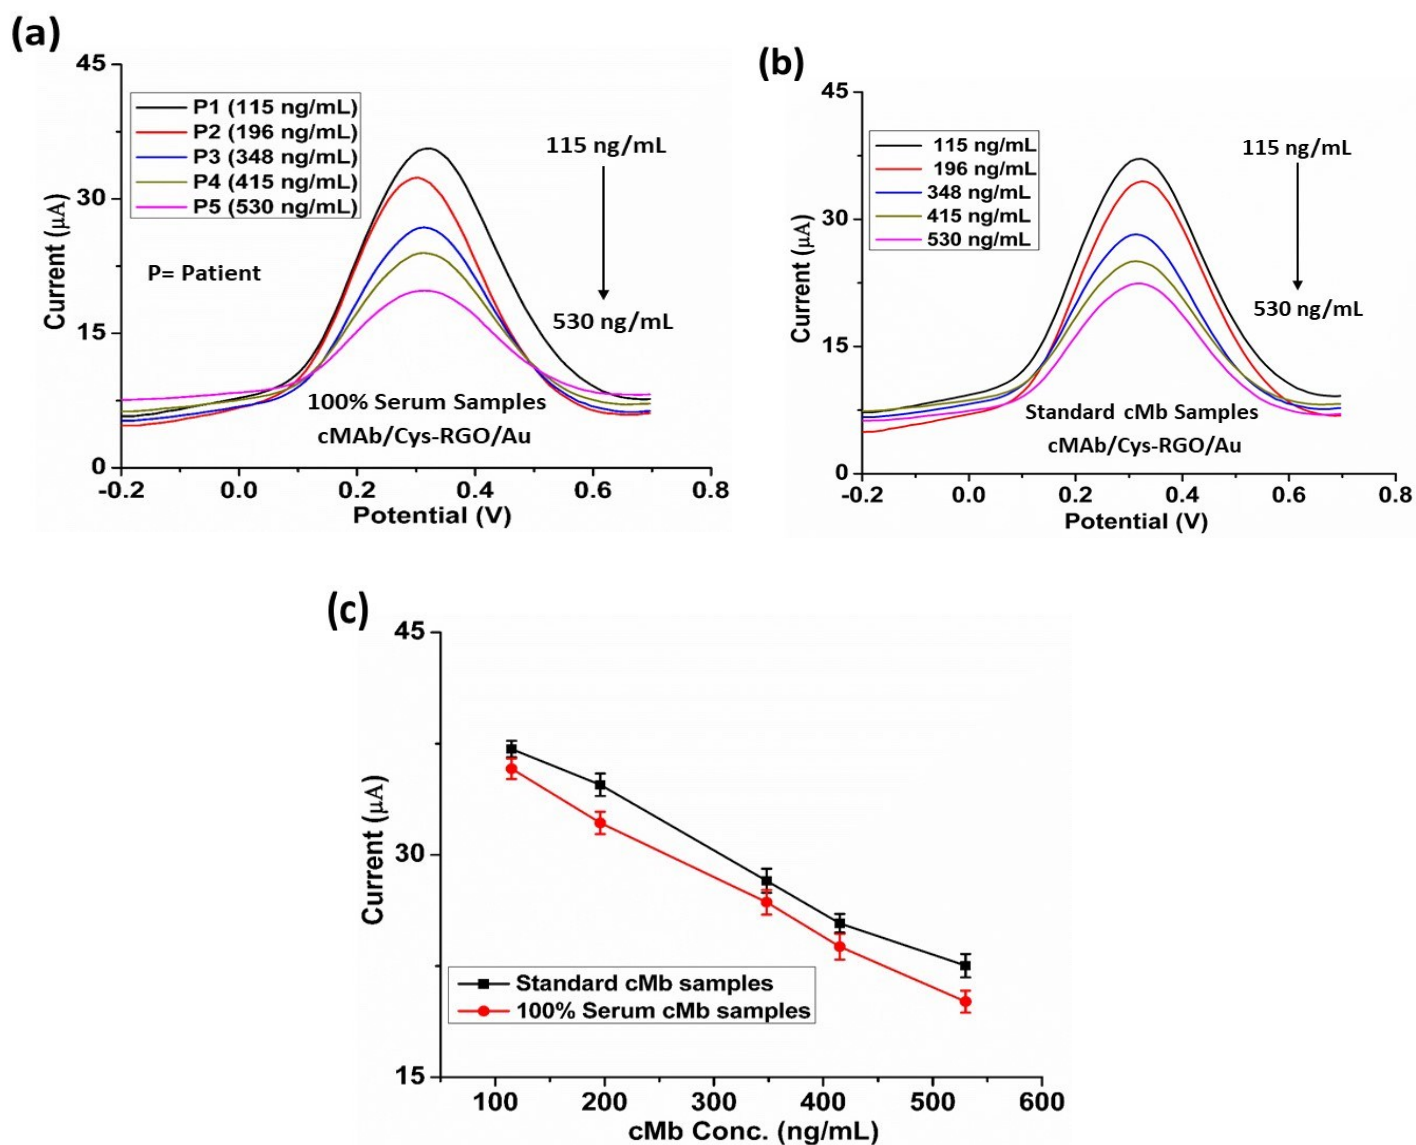 (a)
45
30
15
0
Current (μA)
P1 (115 ng/mL)
P2 (196 ng/mL)
P3 (348 ng/mL)
P4 (415 ng/mL)
P5 (530 ng/mL)
P= Patient
115 ng/mL
530 ng/mL
100% Serum Samples
cMAb/Cys-RGO/Au
-0.2 0.0 0.2 0.4 0.6 0.8
Potential (V)
(b)
45
30
15
0
Current (μA)
115 ng/mL
196 ng/mL
348 ng/mL
415 ng/mL
530 ng/mL
115 ng/mL
530 ng/mL
Standard cMb Samples
cMAb/Cys-RGO/Au
-0.2 0.0 0.2 0.4 0.6 0.8
Potential (V)
(c)
45
30
15
Current (μA)
Standard cMb samples
100% Serum cMb samples
100 200 300 400 500 600
cMb Conc. (ng/mL)